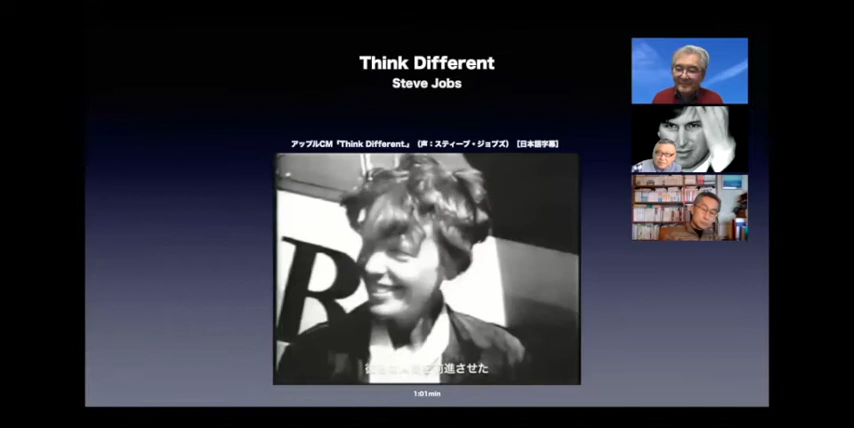 Think Different
Steve Jobs
アップルCM「Think Different.」（声：スティーブ・ジョブズ）【日本語字幕】
R
前進させた
1:01min